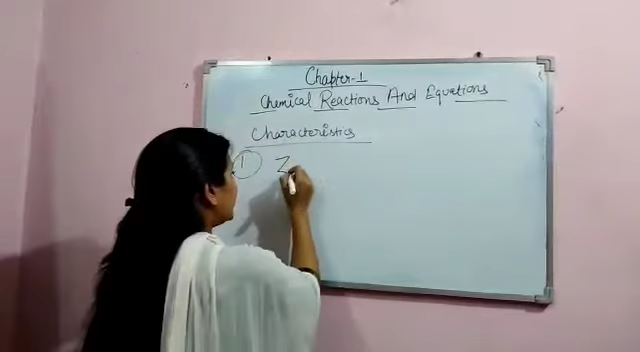 Chapter-1
Chemical Reactions And Equations
Characteristics
① Z